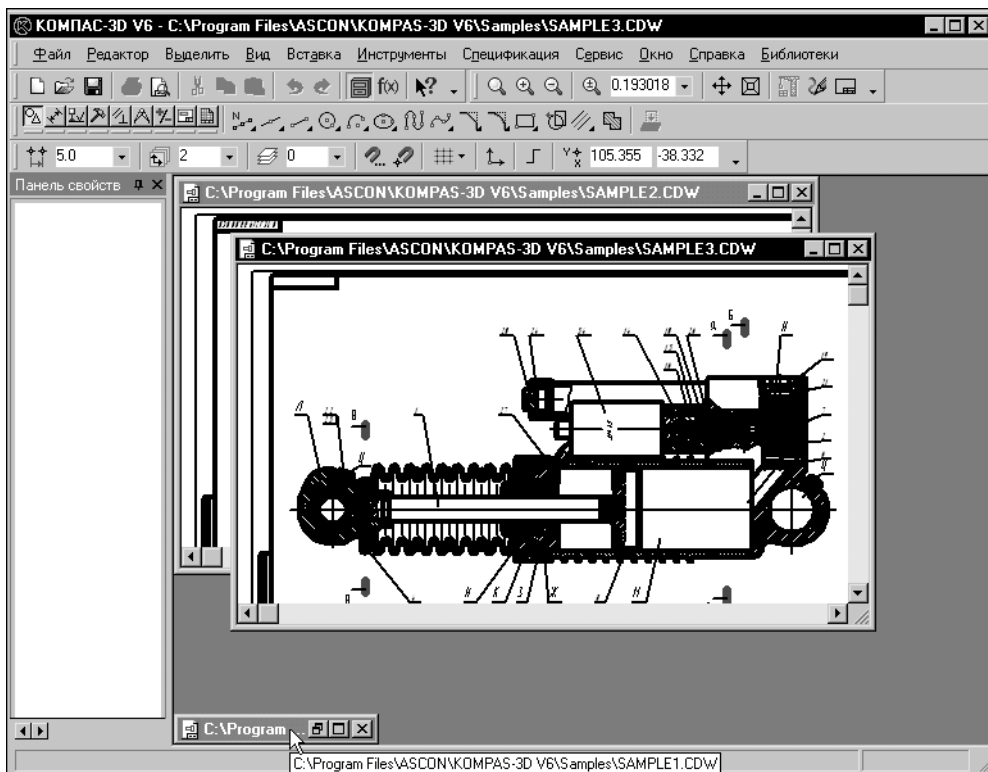 КОМПАС-3D V6 - C:\Program Files\ASCON\KOMPAS-3D V6\Samples\SAMPLE3.CDW
Файл Редактор Выделить Вид Вставка Инструменты Спецификация Сервис Окно Справка Библиотеки
f(x) 0.193018
5.0 2 0 105.355 -38.332
Панель свойств
C:\Program Files\ASCON\KOMPAS-3D V6\Samples\SAMPLE2.CDW
C:\Program Files\ASCON\KOMPAS-3D V6\Samples\SAMPLE3.CDW
Б
В
И К З Ж М
C:\Program ...
C:\Program Files\ASCON\KOMPAS-3D V6\Samples\SAMPLE1.CDW